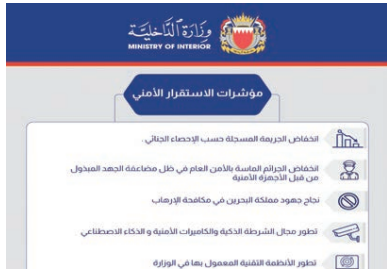 وزارة الداخلية
MINISTRY OF INTERIOR
مؤشرات الاستقرار الأمني
انخفاض الجريمة المسجلة حسب الإحصاء الجنائي.
انخفاض الجرائم الماسة بالأمن العام في ظل مضاعفة الجهد المبذول
من قبل الأجهزة الأمنية
نجاح جهود مملكة البحرين في مكافحة الإرهاب
تطور مجال الشرطة الذكية والكاميرات الأمنية و الذكاء الاصطناعي
تطور الأنظمة التقنية المعمول بها في الوزارة